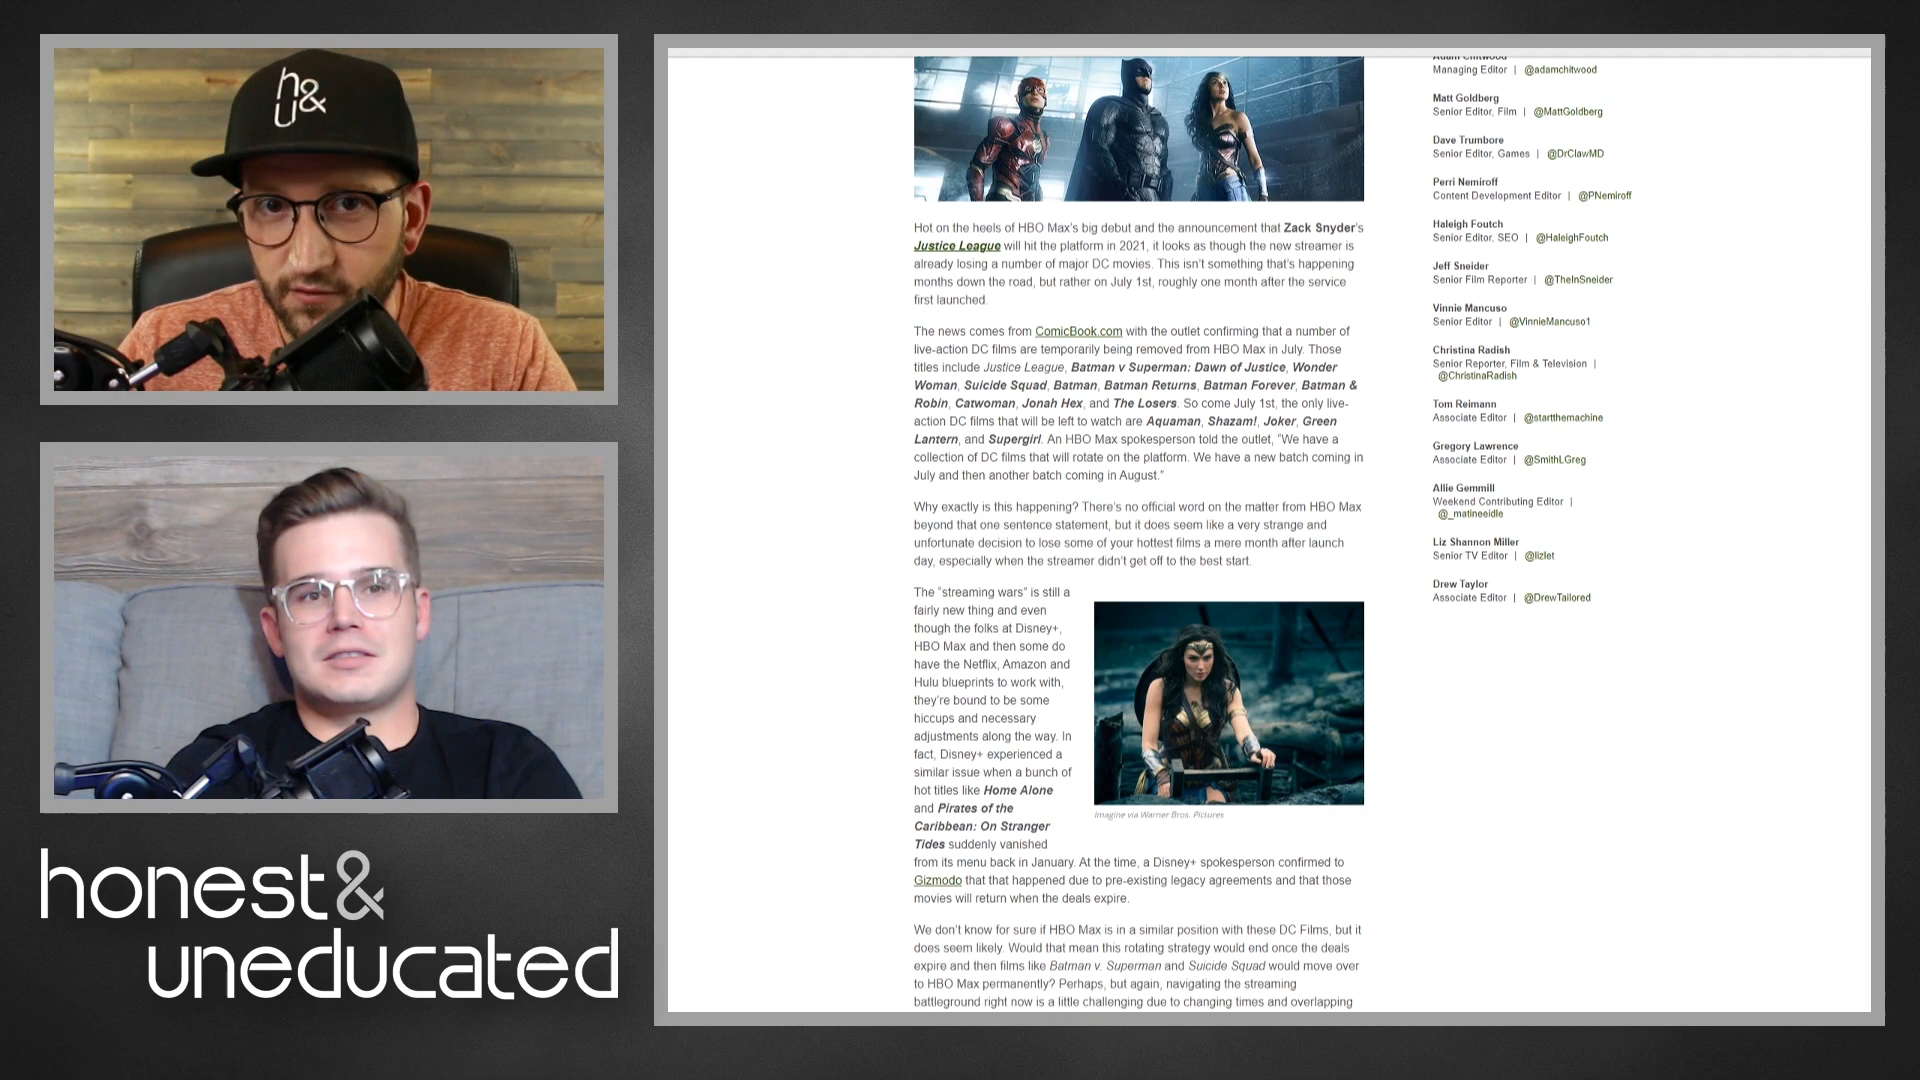 h&
u
honest&
uneducated
Adam Chitwood
Managing Editor | @adamchitwood
Matt Goldberg
Senior Editor, Film | @MattGoldberg
Dave Trumbore
Senior Editor, Games | @DrClawMD
Perri Nemiroff
Content Development Editor | @PNemiroff
Haleigh Foutch
Senior Editor, SEO | @HaleighFoutch
Jeff Sneider
Senior Film Reporter | @TheInSneider
Vinnie Mancuso
Senior Editor | @VinnieMancuso1
Christina Radish
Senior Reporter, Film & Television |
@ChristinaRadish
Tom Reimann
Associate Editor | @startthemachine
Gregory Lawrence
Associate Editor | @SmithLGreg
Allie Gemmill
Weekend Contributing Editor |
@_matineeidle
Liz Shannon Miller
Senior TV Editor | @lizlet
Drew Taylor
Associate Editor | @DrewTailored
Hot on the heels of HBO Max's big debut and the announcement that Zack Snyder's
Justice League will hit the platform in 2021, it looks as though the new streamer is
already losing a number of major DC movies. This isn't something that's happening
months down the road, but rather on July 1st, roughly one month after the service
first launched.
The news comes from ComicBook.com with the outlet confirming that a number of
live-action DC films are temporarily being removed from HBO Max in July. Those
titles include Justice League, Batman v Superman: Dawn of Justice, Wonder
Woman, Suicide Squad, Batman, Batman Returns, Batman Forever, Batman &
Robin, Catwoman, Jonah Hex, and The Losers. So come July 1st, the only live-
action DC films that will be left to watch are Aquaman, Shazam!, Joker, Green
Lantern, and Supergirl. An HBO Max spokesperson told the outlet, "We have a
collection of DC films that will rotate on the platform. We have a new batch coming in
July and then another batch coming in August."
Why exactly is this happening? There's no official word on the matter from HBO Max
beyond that one sentence statement, but it does seem like a very strange and
unfortunate decision to lose some of your hottest films a mere month after launch
day, especially when the streamer didn't get off to the best start.
The "streaming wars" is still a
fairly new thing and even
though the folks at Disney+,
HBO Max and then some do
have the Netflix, Amazon and
Hulu blueprints to work with,
they're bound to be some
hiccups and necessary
adjustments along the way. In
fact, Disney+ experienced a
similar issue when a bunch of
hot titles like Home Alone
and Pirates of the
Caribbean: On Stranger
Tides suddenly vanished
from its menu back in January. At the time, a Disney+ spokesperson confirmed to
Gizmodo that that happened due to pre-existing legacy agreements and that those
movies will return when the deals expire.
Imagine via Warner Bros. Pictures
We don't know for sure if HBO Max is in a similar position with these DC Films, but it
does seem likely. Would that mean this rotating strategy would end once the deals
expire and then films like Batman v. Superman and Suicide Squad would move over
to HBO Max permanently? Perhaps, but again, navigating the streaming
battleground right now is a little challenging due to changing times and overlapping